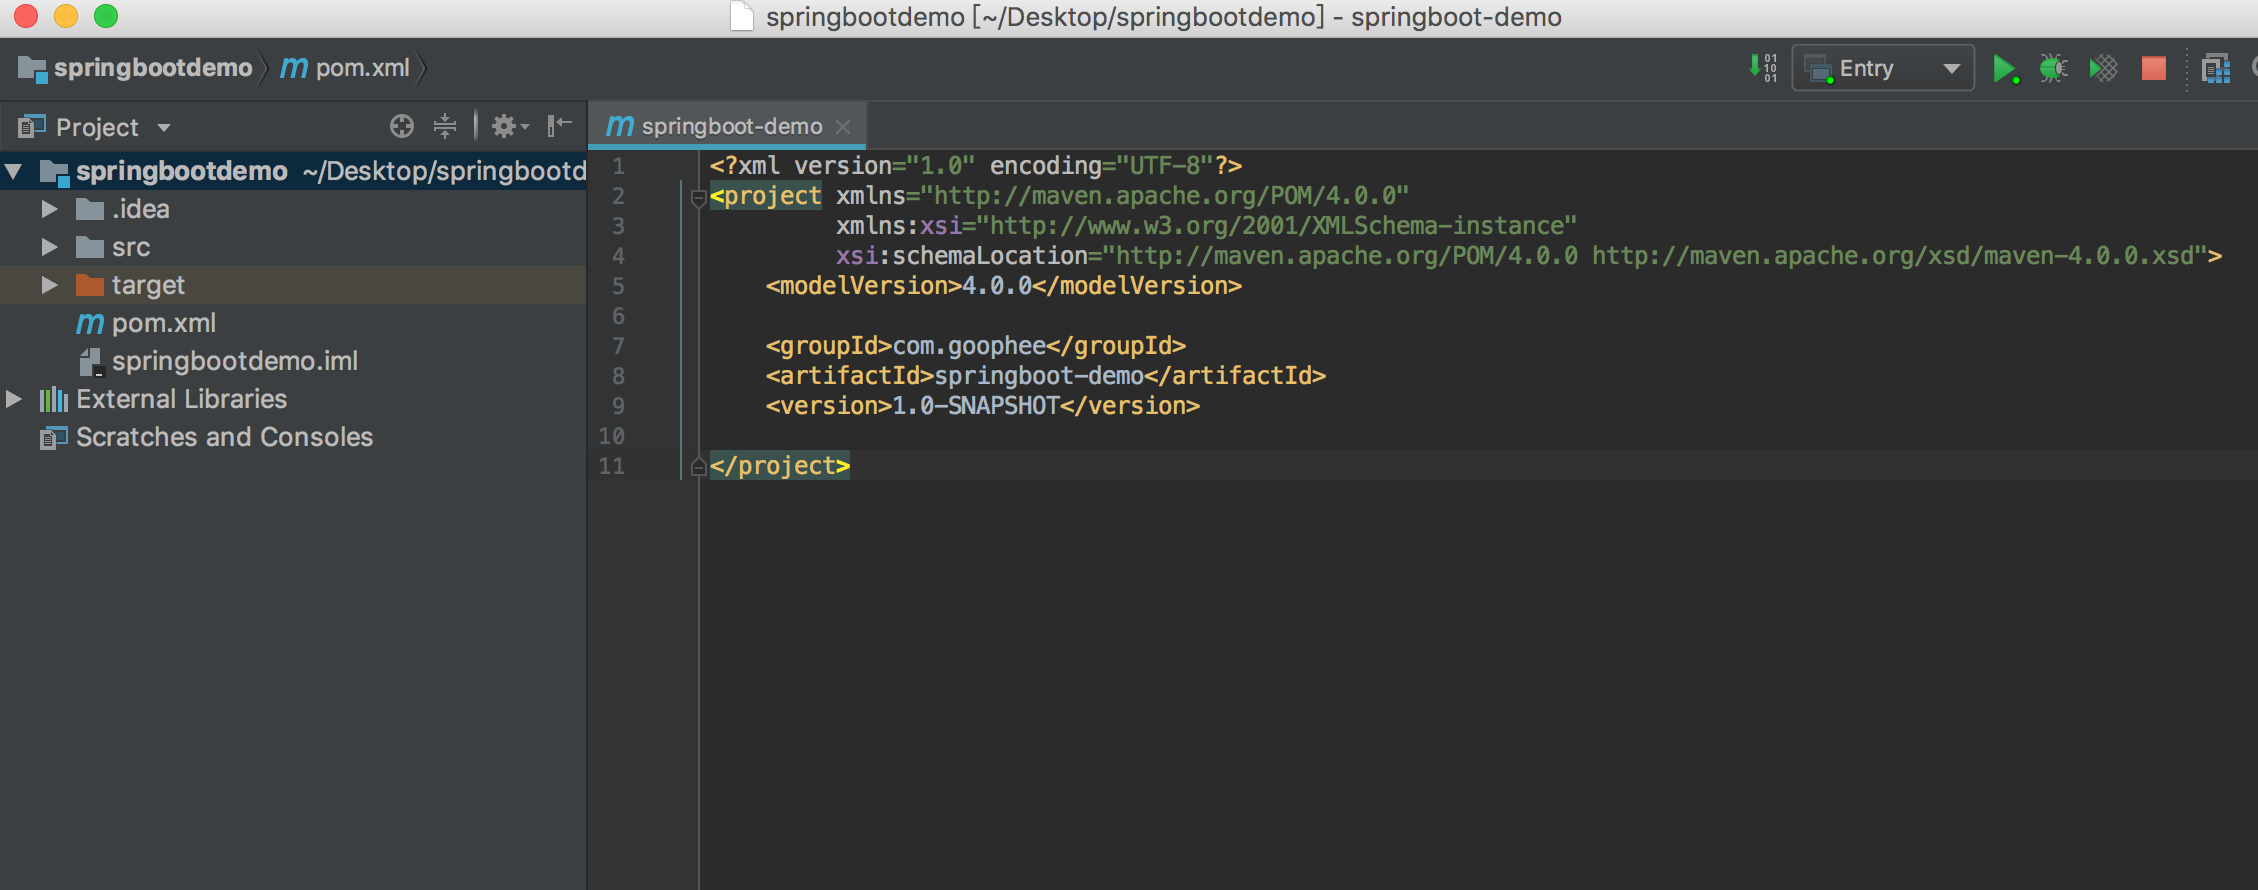 springbootdemo [~/Desktop/springbootdemo] - springboot-demo
springbootdemo m pom.xml
01
10
01
Entry
Project
m springboot-demo
springbootdemo ~/Desktop/springbootd
.idea
src
target
m pom.xml
springbootdemo.iml
External Libraries
Scratches and Consoles
1 <?xml version="1.0" encoding="UTF-8"?>
2 <project xmlns="http://maven.apache.org/POM/4.0.0"
3 xmlns:xsi="http://www.w3.org/2001/XMLSchema-instance"
4 xsi:schemaLocation="http://maven.apache.org/POM/4.0.0 http://maven.apache.org/xsd/maven-4.0.0.xsd">
5 <modelVersion>4.0.0</modelVersion>
6
7 <groupId>com.goophee</groupId>
8 <artifactId>springboot-demo</artifactId>
9 <version>1.0-SNAPSHOT</version>
10
11 </project>